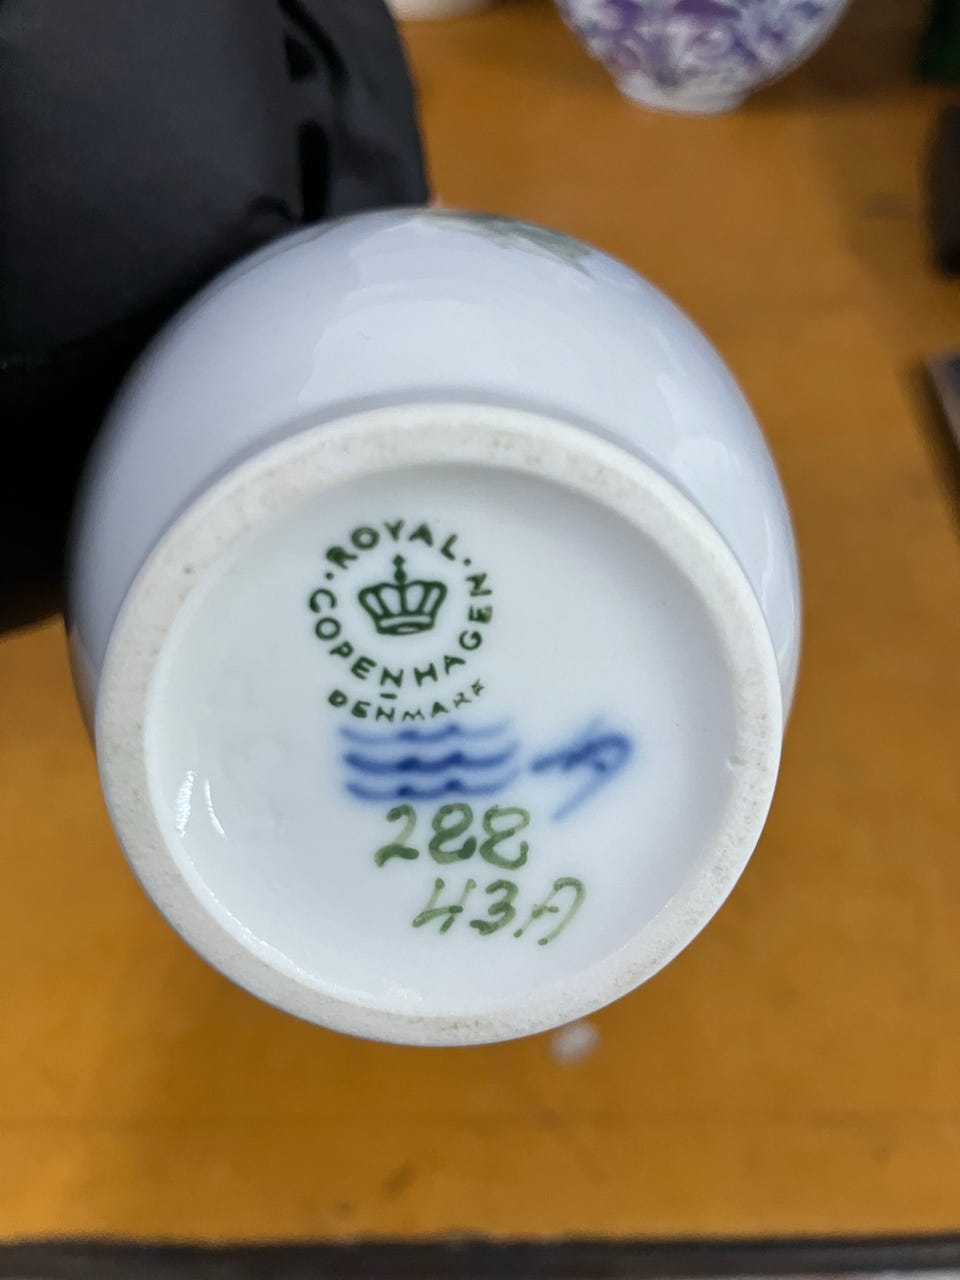 ROYAL
COPENHAGEN
DENMARK
288
43A